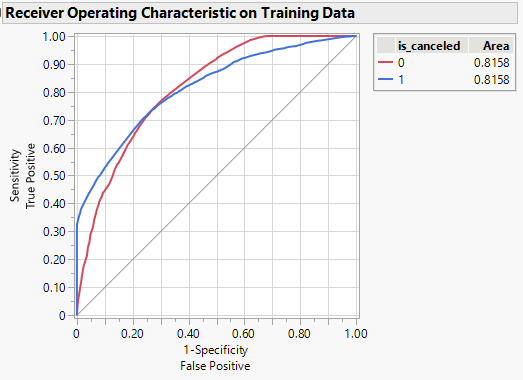 Receiver Operating Characteristic on Training Data
is_canceled Area
0 0.8158
1 0.8158
1.00
0.90
0.80
0.70
0.60
0.50
0.40
0.30
0.20
0.10
0
Sensitivity
True Positive
0 0.20 0.40 0.60 0.80 1.00
1-Specificity
False Positive